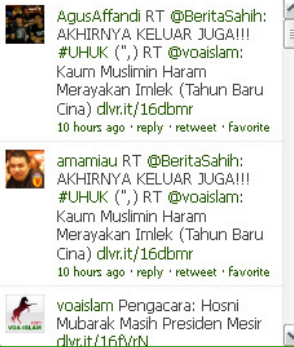 AgusAffandi RT @BeritaSahih:
AKHIRNYA KELUAR JUGA!!!
#UHUK (",) RT @voaislam:
Kaum Muslimin Haram
Merayakan Imlek (Tahun Baru
Cina) dlvr.it/16dbmr
10 hours ago · reply · retweet · favorite
amamiau RT @BeritaSahih:
AKHIRNYA KELUAR JUGA!!!
#UHUK (",) RT @voaislam:
Kaum Muslimin Haram
Merayakan Imlek (Tahun Baru
Cina) dlvr.it/16dbmr
10 hours ago · reply · retweet · favorite
voaislam Pengacara: Hosni
VOA-ISLAM
Mubarak Masih Presiden Mesir